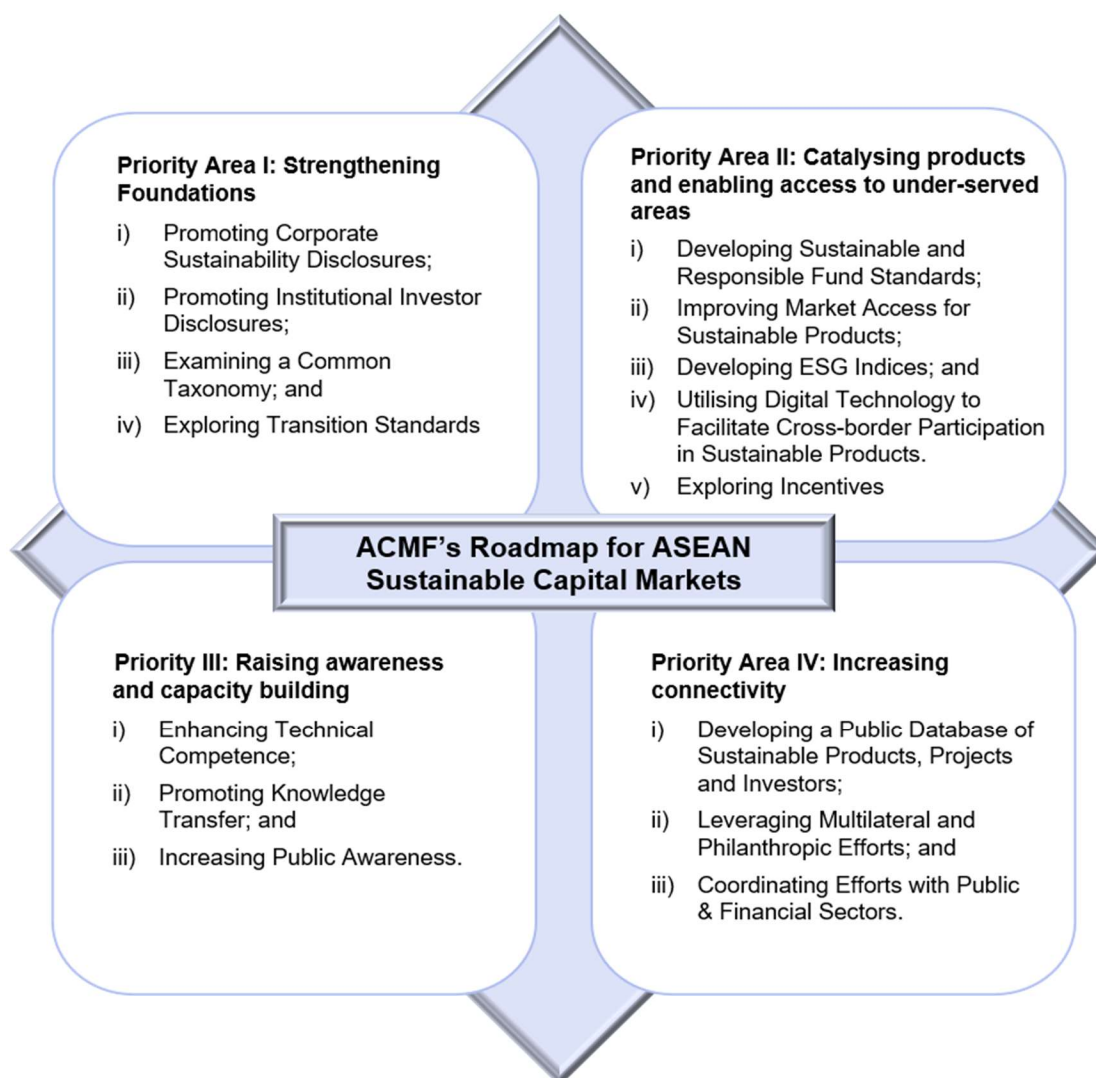 Priority Area I: Strengthening
Foundations
i) Promoting Corporate
Sustainability Disclosures;
ii) Promoting Institutional Investor
Disclosures;
iii) Examining a Common
Taxonomy; and
iv) Exploring Transition Standards
Priority Area II: Catalysing products
and enabling access to under-served
areas
i) Developing Sustainable and
Responsible Fund Standards;
ii) Improving Market Access for
Sustainable Products;
iii) Developing ESG Indices; and
iv) Utilising Digital Technology to
Facilitate Cross-border Participation
in Sustainable Products.
v) Exploring Incentives
ACMF's Roadmap for ASEAN
Sustainable Capital Markets
Priority III: Raising awareness
and capacity building
i) Enhancing Technical
Competence;
ii) Promoting Knowledge
Transfer; and
iii) Increasing Public Awareness.
Priority Area IV: Increasing
connectivity
i) Developing a Public Database of
Sustainable Products, Projects
and Investors;
ii) Leveraging Multilateral and
Philanthropic Efforts; and
iii) Coordinating Efforts with Public
& Financial Sectors.